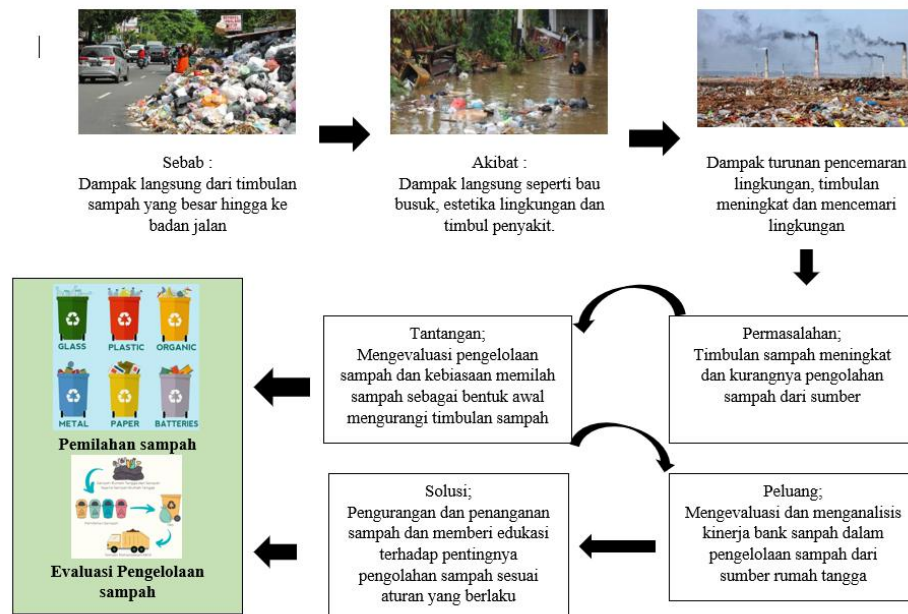 Sebab :
Dampak langsung dari timbulan
sampah yang besar hingga ke
badan jalan
Akibat :
Dampak langsung seperti bau
busuk, estetika lingkungan dan
timbul penyakit.
Dampak turunan pencemaran
lingkungan, timbulan
meningkat dan mencemari
lingkungan
Permasalahan;
Timbulan sampah meningkat
dan kurangnya pengolahan
sampah dari sumber
Tantangan;
Mengevaluasi pengelolaan
sampah dan kebiasaan memilah
sampah sebagai bentuk awal
mengurangi timbulan sampah
Peluang;
Mengevaluasi dan menganalisis
kinerja bank sanpah dalam
pengelolaan sampah dari
sumber rumah tangga
Solusi;
Pengurangan dan penanganan
sampah dan memberi edukasi
terhadap pentingnya
pengolahan sampah sesuai
aturan yang berlaku
GLASS PLASTIC ORGANIC
METAL PAPER BATTERIES
Pemilahan sampah
Evaluasi Pengelolaan
sampah